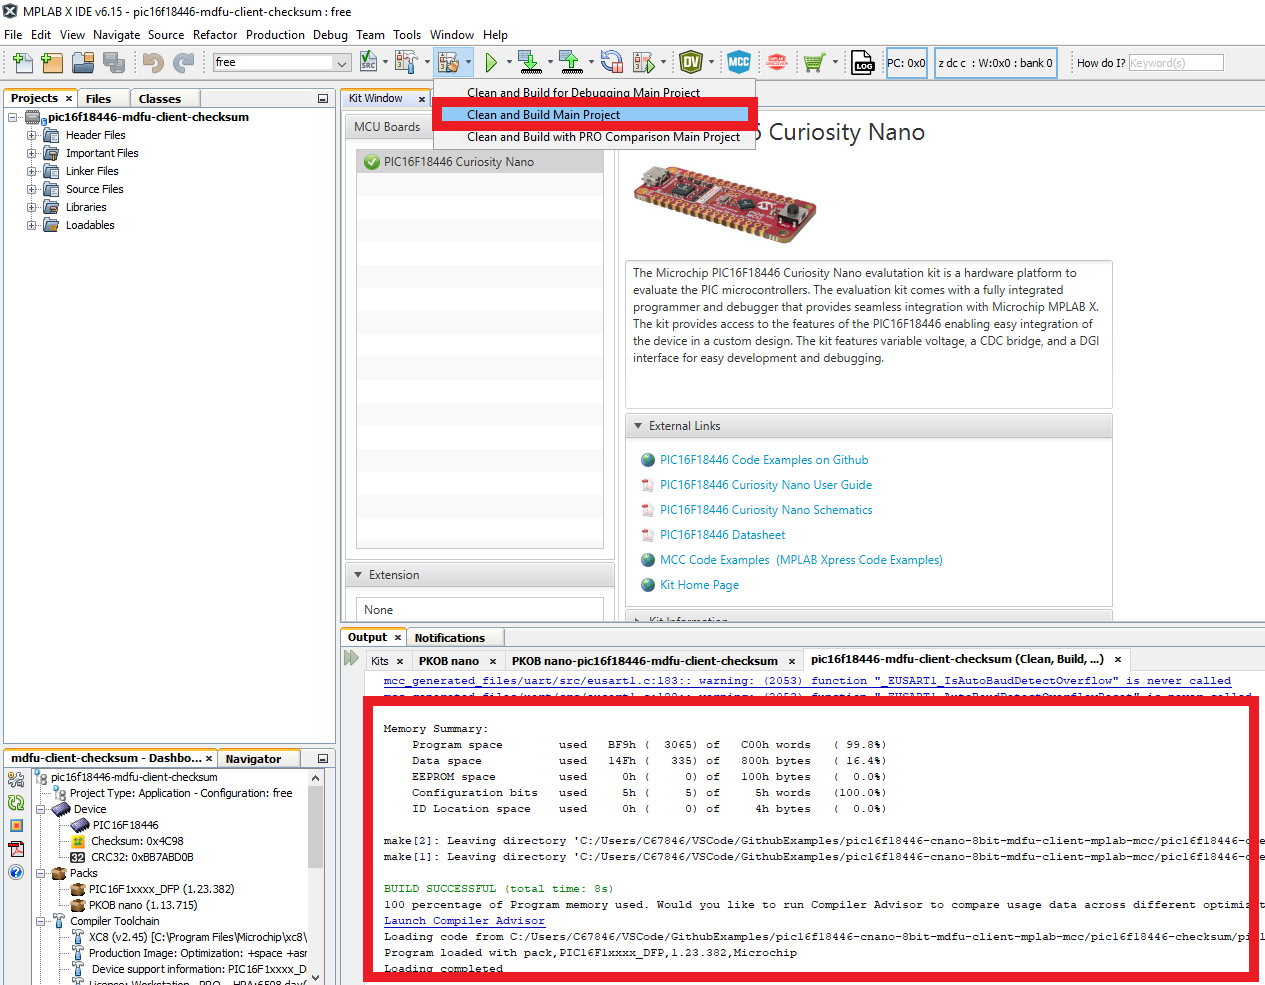 MPLAB X IDE v6.15 - pic16f18446-mdfu-client-checksum : free
File Edit View Navigate Source Refactor Production Debug Team Tools Window Help
free
SRC
DV
MCC
LOG
PC: 0x0
z dc c : W:0x0 : bank 0
How do I?
Keyword(s)
Projects × Files Classes
pic16f18446-mdfu-client-checksum
Header Files
Important Files
Linker Files
Source Files
Libraries
Loadables
Kit Window ×
Clean and Build for Debugging Main Project
Clean and Build Main Project
Clean and Build with PRO Comparison Main Project
MCU Boards
PIC16F18446 Curiosity Nano
6 Curiosity Nano
The Microchip PIC16F18446 Curiosity Nano evalutation kit is a hardware platform to
evaluate the PIC microcontrollers. The evaluation kit comes with a fully integrated
programmer and debugger that provides seamless integration with Microchip MPLAB X.
The kit provides access to the features of the PIC16F18446 enabling easy integration of
the device in a custom design. The kit features variable voltage, a CDC bridge, and a DGI
interface for easy development and debugging.
External Links
PIC16F18446 Code Examples on Github
PIC16F18446 Curiosity Nano User Guide
PIC16F18446 Curiosity Nano Schematics
PIC16F18446 Datasheet
MCC Code Examples (MPLAB Xpress Code Examples)
Kit Home Page
Kit Information
Extension
None
Output × Notifications
Kits × PKOB nano × PKOB nano-pic16f18446-mdfu-client-checksum × pic16f18446-mdfu-client-checksum (Clean, Build, ...) ×
mcc_generated_files/uart/src/eusart1.c:183:: warning: (2053) function "_EUSART1_IsAutoBaudDetectOverflow" is never called
Memory Summary:
Program space used BF9h ( 3065) of C00h words ( 99.8%)
Data space used 14Fh ( 335) of 800h bytes ( 16.4%)
EEPROM space used 0h ( 0) of 100h bytes ( 0.0%)
Configuration bits used 5h ( 5) of 5h words (100.0%)
ID Location space used 0h ( 0) of 4h bytes ( 0.0%)
make[2]: Leaving directory 'C:/Users/C67846/VSCode/GithubExamples/pic16f18446-cnano-8bit-mdfu-client-mplab-mcc/pic16f18446-che
make[1]: Leaving directory 'C:/Users/C67846/VSCode/GithubExamples/pic16f18446-cnano-8bit-mdfu-client-mplab-mcc/pic16f18446-che
BUILD SUCCESSFUL (total time: 8s)
100 percentage of Program memory used. Would you like to run Compiler Advisor to compare usage data across different optimizat
Launch Compiler Advisor
Loading code from C:/Users/C67846/VSCode/GithubExamples/pic16f18446-cnano-8bit-mdfu-client-mplab-mcc/pic16f18446-checksum/pic1
Program loaded with pack,PIC16F1xxxx_DFP,1.23.382,Microchip
Loading completed
mdfu-client-checksum - Dashbo... × Navigator
pic16f18446-mdfu-client-checksum
Project Type: Application - Configuration: free
Device
PIC16F18446
Checksum: 0x4C98
32 CRC32: 0xBB7ABD0B
Packs
PIC16F1xxxx_DFP (1.23.382)
PKOB nano (1.13.715)
Compiler Toolchain
XC8 (v2.45) [C:\Program Files\Microchip\xc8\
Production Image: Optimization: +space +asm
Device support information: PIC16F1xxxx_D